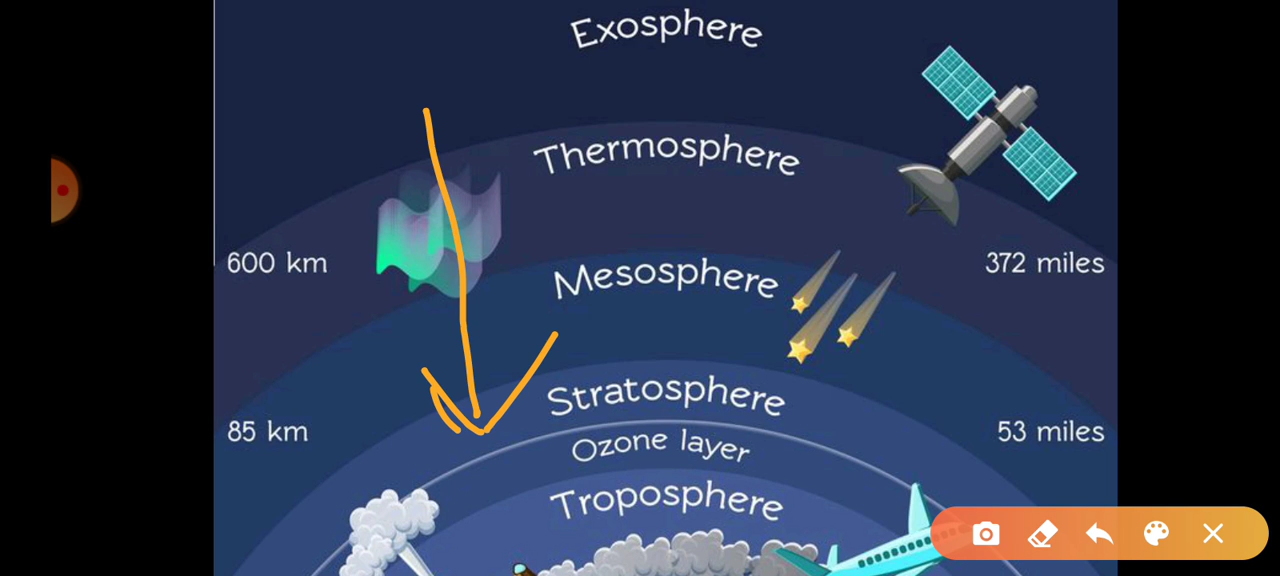 Exosphere
Thermosphere
600 km
372 miles
Mesosphere
Stratosphere
85 km
53 miles
Ozone layer
Troposphere